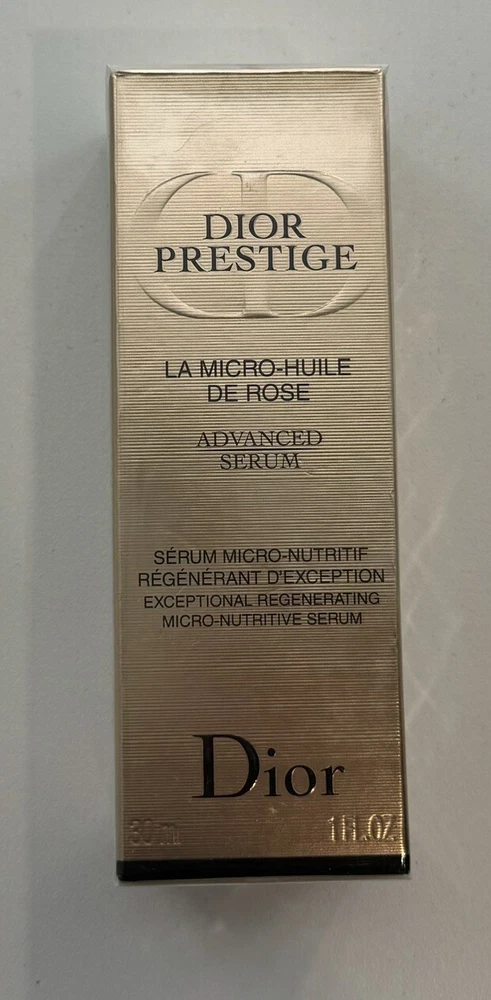 DIOR
PRESTIGE
LA MICRO-HUILE
DE ROSE
ADVANCED
SERUM
SÉRUM MICRO-NUTRITIF
RÉGÉNÉRANT D'EXCEPTION
EXCEPTIONAL REGENERATING
MICRO-NUTRITIVE SERUM
Dior
30 ml 1 fl.OZ